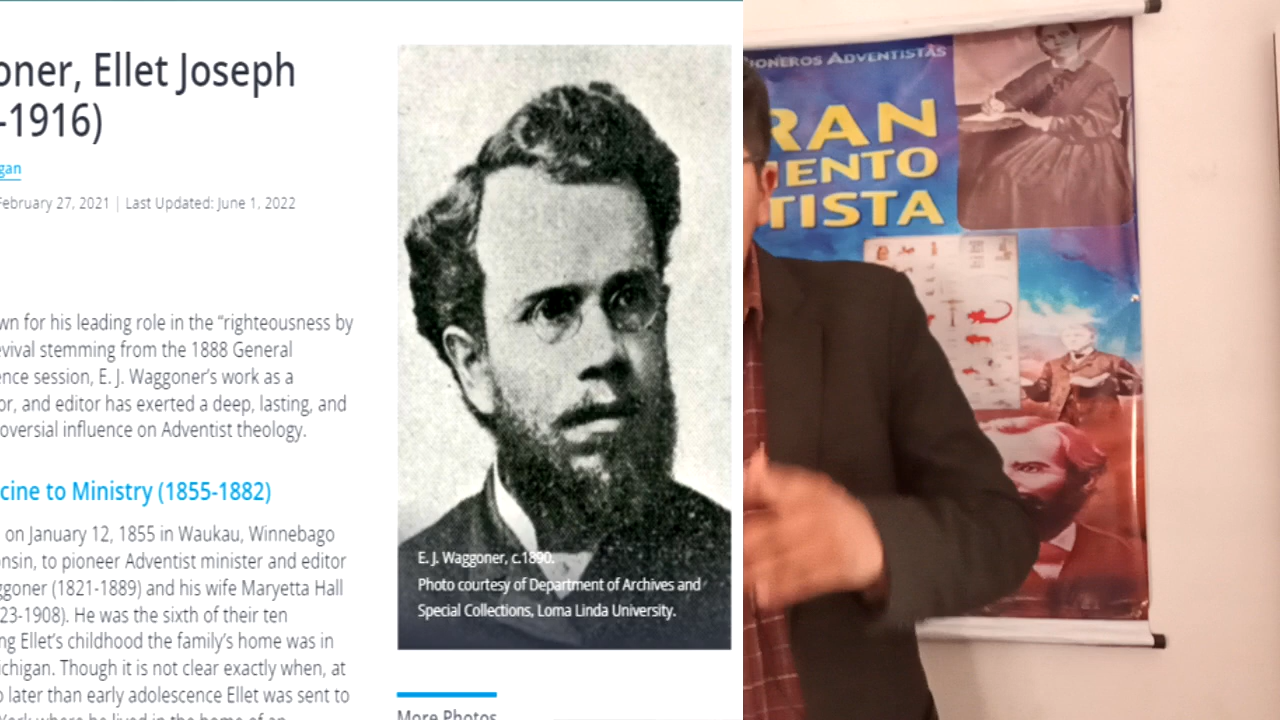 oner, Ellet Joseph
-1916)
gan
February 27, 2021 | Last Updated: June 1, 2022
wn for his leading role in the “righteousness by
evival stemming from the 1888 General
ence session, E. J. Waggoner’s work as a
or, and editor has exerted a deep, lasting, and
oversial influence on Adventist theology.
cine to Ministry (1855-1882)
on January 12, 1855 in Waukau, Winnebago
onsin, to pioneer Adventist minister and editor
ggoner (1821-1889) and his wife Maryetta Hall
23-1908). He was the sixth of their ten
ng Ellet’s childhood the family’s home was in
ichigan. Though it is not clear exactly when, at
o later than early adolescence Ellet was sent to
E. J. Waggoner, c.1890.
Photo courtesy of Department of Archives and
Special Collections, Loma Linda University.
More Photos
IONEROS ADVENTISTAS
RAN
IENTO
TISTA